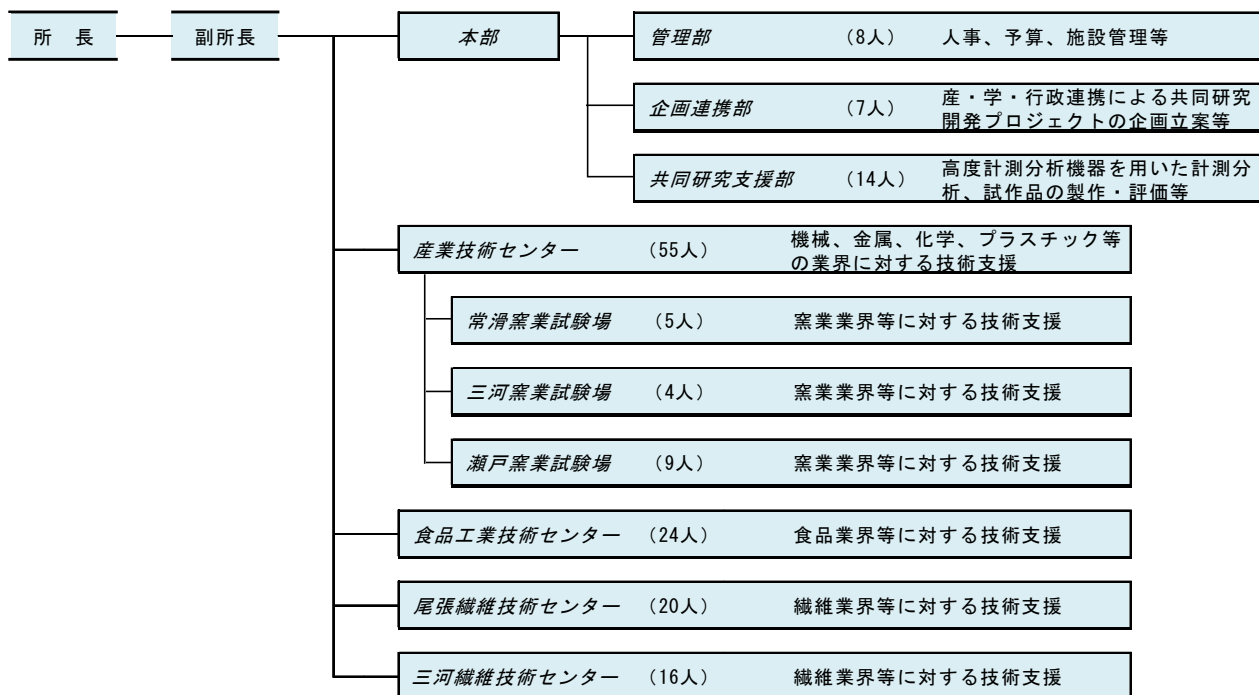 所 長 副所長 本部 管理部 (8人) 人事、予算、施設管理等
企画連携部 (7人) 産・学・行政連携による共同研究
開発プロジェクトの企画立案等
共同研究支援部 (14人) 高度計測分析機器を用いた計測分
析、試作品の製作・評価等
産業技術センター (55人) 機械、金属、化学、プラスチック等
の業界に対する技術支援
常滑窯業試験場 (5人) 窯業業界等に対する技術支援
三河窯業試験場 (4人) 窯業業界等に対する技術支援
瀬戸窯業試験場 (9人) 窯業業界等に対する技術支援
食品工業技術センター (24人) 食品業界等に対する技術支援
尾張繊維技術センター (20人) 繊維業界等に対する技術支援
三河繊維技術センター (16人) 繊維業界等に対する技術支援